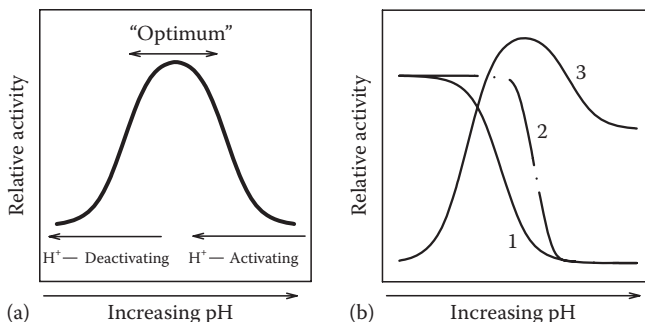 “Optimum”
Relative activity
H⁺— Deactivating
H⁺— Activating
(a)
Increasing pH
Relative activity
3
2
1
(b)
Increasing pH